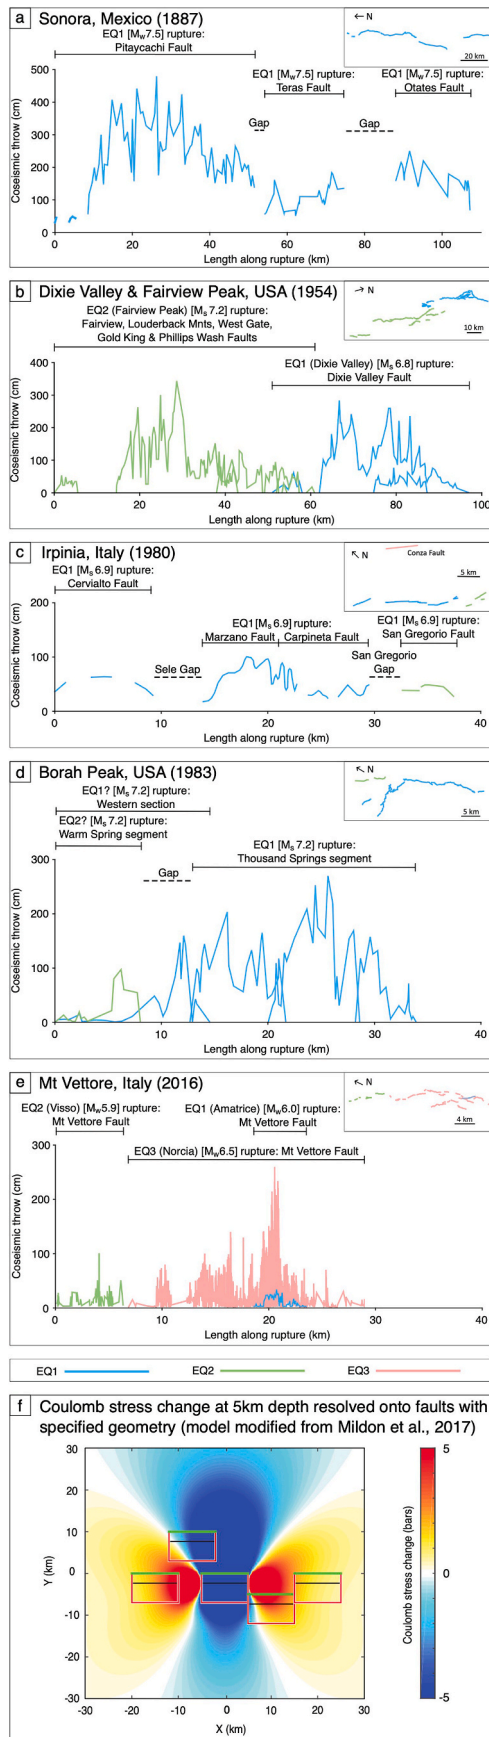 a Sonora, Mexico (1887)
EQ1 [Mw7.5] rupture:
Pitaycachi Fault
N
20 km
EQ1 [Mw7.5] rupture:
Teras Fault
EQ1 [Mw7.5] rupture:
Otates Fault
Gap
Gap
Coseismic throw (cm)
500
400
300
200
100
0
0 20 40 60 80 100
Length along rupture (km)
b Dixie Valley & Fairview Peak, USA (1954)
EQ2 (Fairview Peak) [Ms 7.2] rupture:
Fairview, Louderback Mnts, West Gate,
Gold King & Phillips Wash Faults
N
10 km
EQ1 (Dixie Valley) [Ms 6.8] rupture:
Dixie Valley Fault
Coseismic throw (cm)
400
300
200
100
0
0 20 40 60 80 100
Length along rupture (km)
c Irpinia, Italy (1980)
EQ1 [Ms 6.9] rupture:
Cervialto Fault
N
Conza Fault
5 km
EQ1[Ms 6.9] rupture:
Marzano Fault Carpineta Fault
EQ1 [Ms 6.9] rupture:
San Gregorio Fault
Sele Gap
San Gregorio
Gap
Coseismic throw (cm)
200
100
0
0 10 20 30 40
Length along rupture (km)
d Borah Peak, USA (1983)
EQ1? [Ms 7.2] rupture:
Western section
EQ2? [Ms 7.2] rupture:
Warm Spring segment
N
5 km
Gap
EQ1 [Ms 7.2] rupture:
Thousand Springs segment
Coseismic throw (cm)
300
200
100
0
0 10 20 30 40
Length along rupture (km)
e Mt Vettore, Italy (2016)
EQ2 (Visso) [Mw5.9] rupture:
Mt Vettore Fault
EQ1 (Amatrice) [Mw6.0] rupture:
Mt Vettore Fault
N
4 km
EQ3 (Norcia) [Mw6.5] rupture: Mt Vettore Fault
Coseismic throw (cm)
300
200
100
0
0 10 20 30 40
Length along rupture (km)
EQ1 EQ2 EQ3
f Coulomb stress change at 5km depth resolved onto faults with
specified geometry (model modified from Mildon et al., 2017)
Y (km)
30
20
10
0
-10
-20
-30
-30 -20 -10 0 10 20 30
X (km)
Coulomb stress change (bars)
5
0
-5